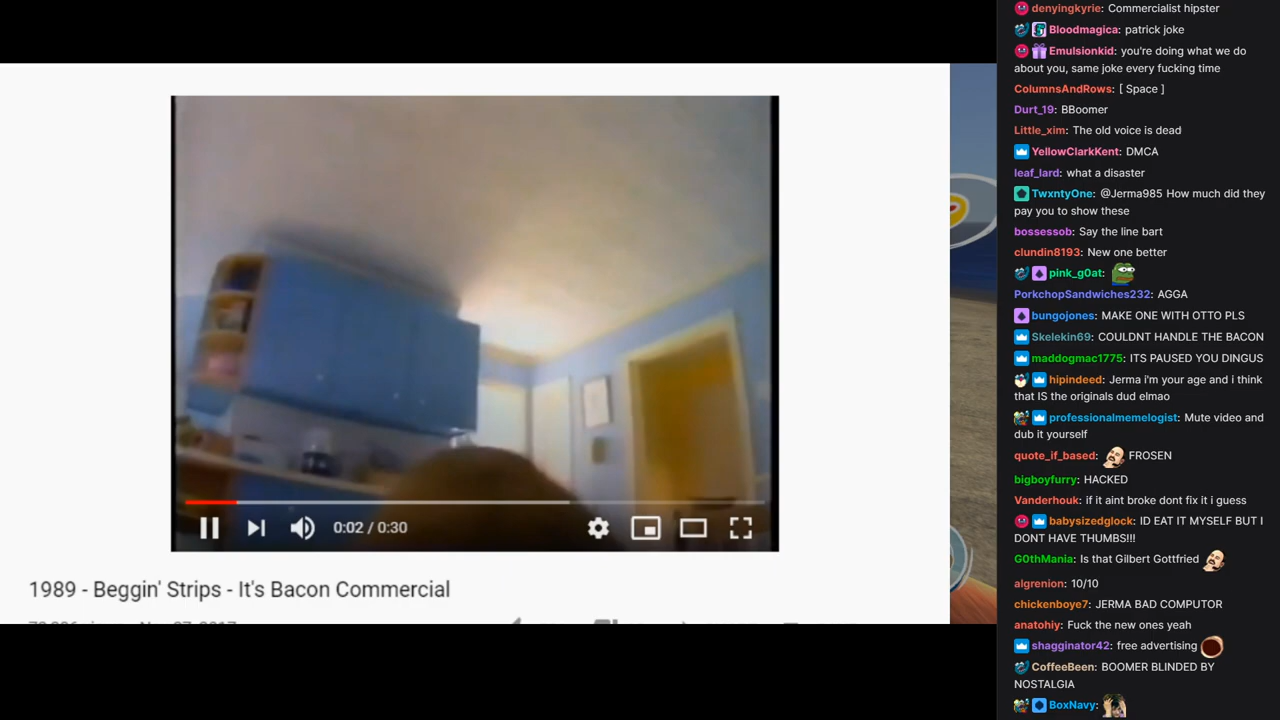 denyingkyrie: Commercialist hipster
Bloodmagica: patrick joke
Emulsionkid: you're doing what we do
about you, same joke every fucking time
ColumnsAndRows: [ Space ]
Durt_19: BBoomer
Little_xim: The old voice is dead
YellowClarkKent: DMCA
leaf_lard: what a disaster
TwxntyOne: @Jerma985 How much did they
pay you to show these
bossessob: Say the line bart
clundin8193: New one better
pink_g0at:
PorkchopSandwiches232: AGGA
bungojones: MAKE ONE WITH OTTO PLS
Skelekin69: COULDNT HANDLE THE BACON
maddogmac1775: ITS PAUSED YOU DINGUS
hipindeed: Jerma i'm your age and i think
that IS the originals dud elmao
professionalmemelogist: Mute video and
dub it yourself
quote_if_based: FROSEN
bigboyfurry: HACKED
Vanderhouk: if it aint broke dont fix it i guess
babysizedglock: ID EAT IT MYSELF BUT I
DONT HAVE THUMBS!!!
G0thMania: Is that Gilbert Gottfried
algrenion: 10/10
chickenboye7: JERMA BAD COMPUTOR
anatohiy: Fuck the new ones yeah
shagginator42: free advertising
CoffeeBeen: BOOMER BLINDED BY
NOSTALGIA
BoxNavy:
0:02 / 0:30
1989 - Beggin' Strips - It's Bacon Commercial